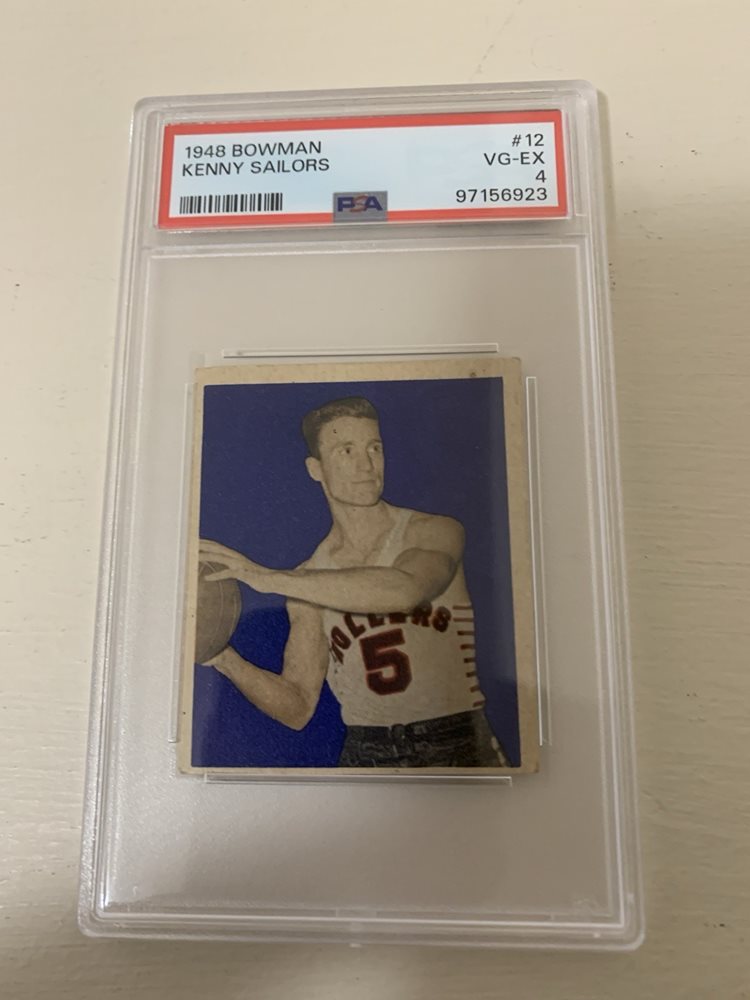 1948 BOWMAN #12
KENNY SAILORS VG-EX
4
PSA 97156923
5